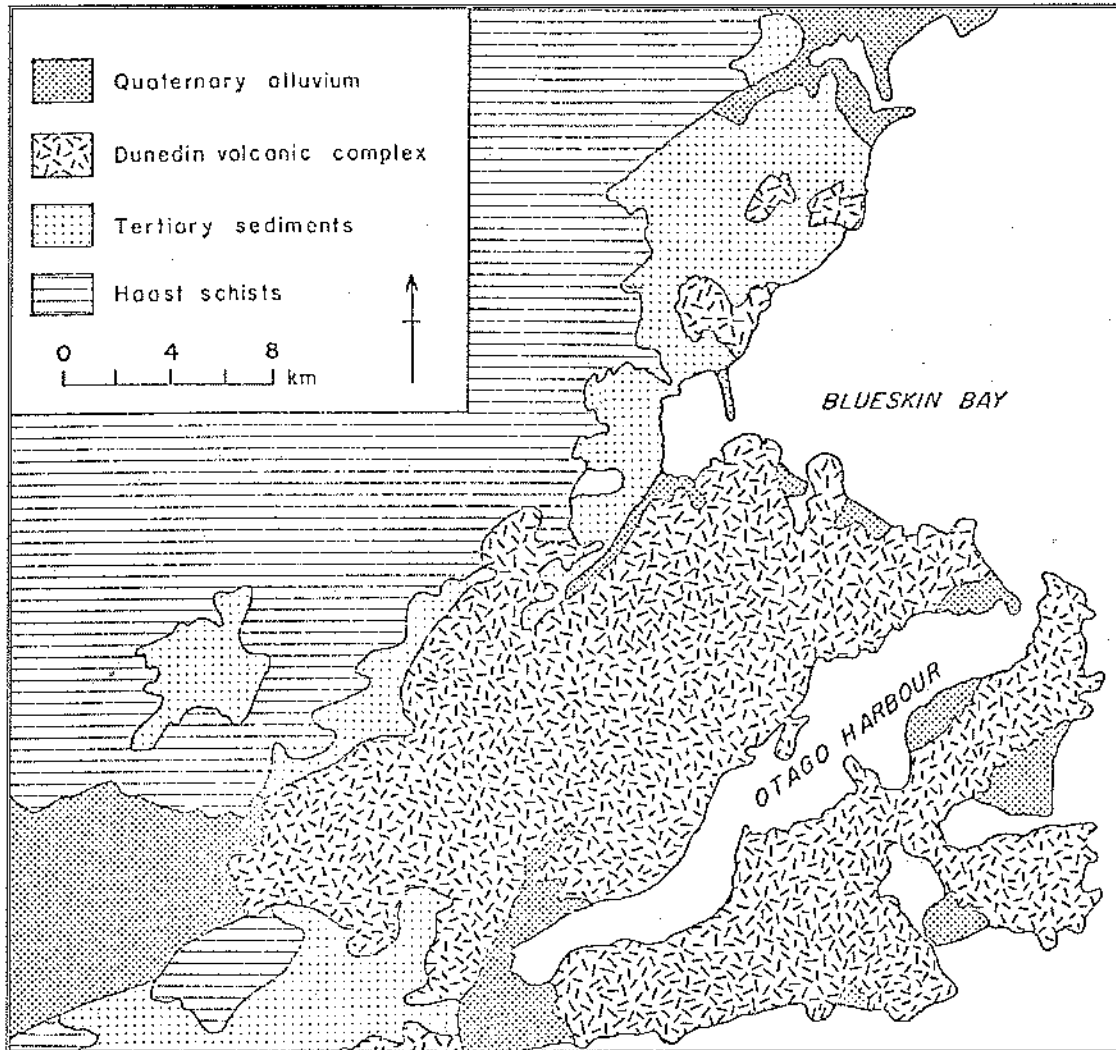 Quaternary alluvium
Dunedin volcanic complex
Tertiary sediments
Haast schists
0 4 8
km
BLUESKIN BAY
OTAGO HARBOUR